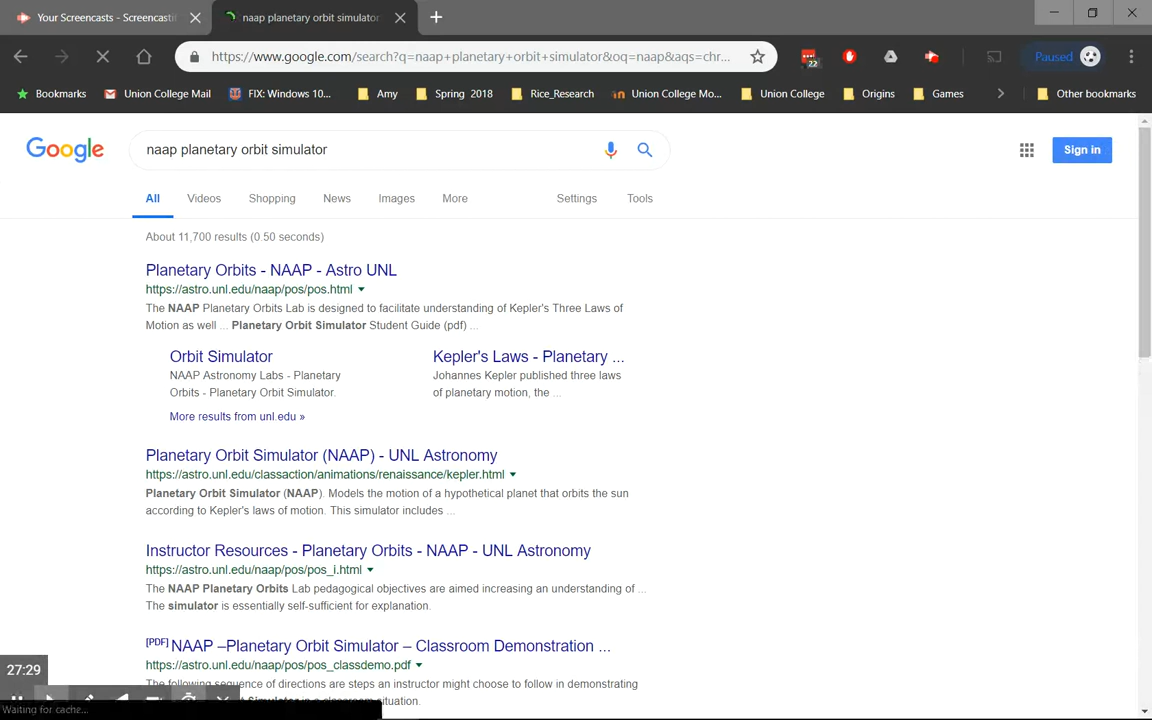 Your Screencasts - Screencastif
naap planetary orbit simulator
https://www.google.com/search?q=naap+planetary+orbit+simulator&oq=naap&aqs=chr...
22
Paused
Bookmarks
Union College Mail
FIX: Windows 10...
Amy
Spring 2018
Rice_Research
Union College Mo...
Union College
Origins
Games
Other bookmarks
Google
naap planetary orbit simulator
Sign in
All
Videos
Shopping
News
Images
More
Settings
Tools
About 11,700 results (0.50 seconds)
Planetary Orbits - NAAP - Astro UNL
https://astro.unl.edu/naap/pos/pos.html
The NAAP Planetary Orbits Lab is designed to facilitate understanding of Kepler's Three Laws of
Motion as well ... Planetary Orbit Simulator Student Guide (pdf) ...
Orbit Simulator
NAAP Astronomy Labs - Planetary
Orbits - Planetary Orbit Simulator.
Kepler's Laws - Planetary ...
Johannes Kepler published three laws
of planetary motion, the ...
More results from unl.edu »
Planetary Orbit Simulator (NAAP) - UNL Astronomy
https://astro.unl.edu/classaction/animations/renaissance/kepler.html
Planetary Orbit Simulator (NAAP). Models the motion of a hypothetical planet that orbits the sun
according to Kepler's laws of motion. This simulator includes ...
Instructor Resources - Planetary Orbits - NAAP - UNL Astronomy
https://astro.unl.edu/naap/pos/pos_i.html
The NAAP Planetary Orbits Lab pedagogical objectives are aimed increasing an understanding of ...
The simulator is essentially self-sufficient for explanation.
[PDF] NAAP –Planetary Orbit Simulator – Classroom Demonstration ...
https://astro.unl.edu/naap/pos/pos_classdemo.pdf
The following sequence of directions are steps an instructor might choose to follow in demonstrating
Simulator in a classroom situation.
27:29
Waiting for cache...